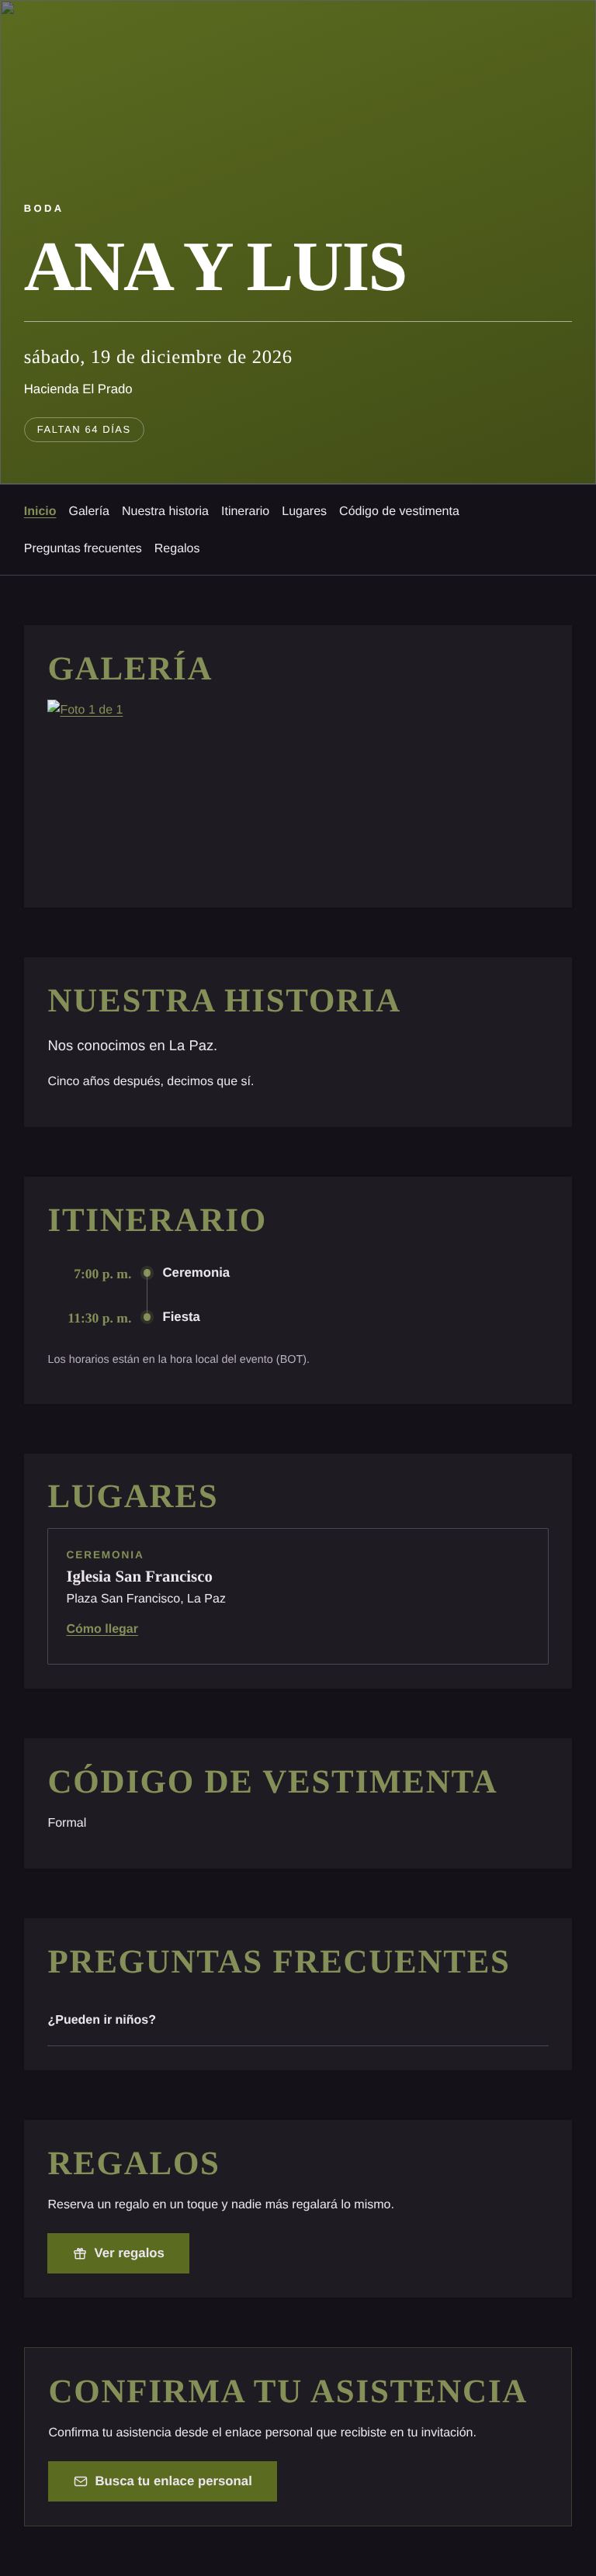 BODA
ANA Y LUIS
sábado, 19 de diciembre de 2026
Hacienda El Prado
FALTAN 64 DÍAS
Inicio Galería Nuestra historia Itinerario Lugares Código de vestimenta
Preguntas frecuentes Regalos
GALERÍA
Foto 1 de 1
NUESTRA HISTORIA
Nos conocimos en La Paz.
Cinco años después, decimos que sí.
ITINERARIO
7:00 p. m. Ceremonia
11:30 p. m. Fiesta
Los horarios están en la hora local del evento (BOT).
LUGARES
CEREMONIA
Iglesia San Francisco
Plaza San Francisco, La Paz
Cómo llegar
CÓDIGO DE VESTIMENTA
Formal
PREGUNTAS FRECUENTES
¿Pueden ir niños?
REGALOS
Reserva un regalo en un toque y nadie más regalará lo mismo.
Ver regalos
CONFIRMA TU ASISTENCIA
Confirma tu asistencia desde el enlace personal que recibiste en tu invitación.
Busca tu enlace personal